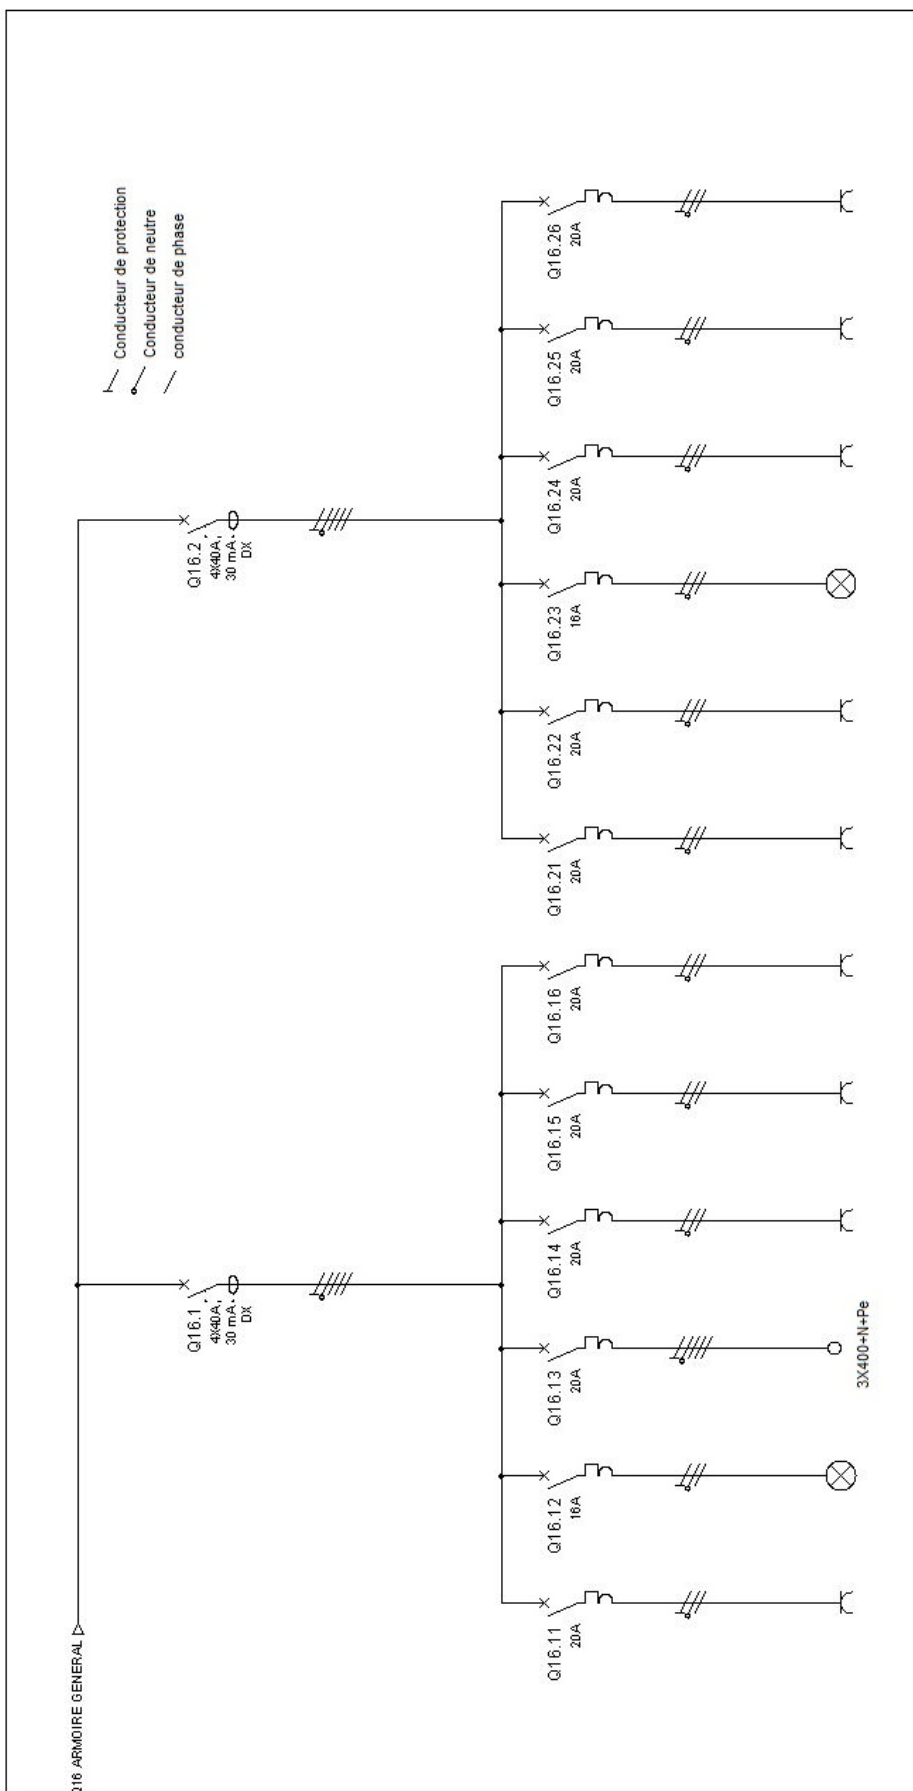 Conducteur de protection
Conducteur de neutre
conducteur de phase
Q16 ARMOIRE GENERAL
Q16.1
4X40A,
30 mA.
DX
Q16.2
4X40A,
30 mA.
DX
Q16.11
20A
Q16.12
16A
Q16.13
20A
Q16.14
20A
Q16.15
20A
Q16.16
20A
Q16.21
20A
Q16.22
20A
Q16.23
16A
Q16.24
20A
Q16.25
20A
Q16.26
20A
3X400+N+Pe